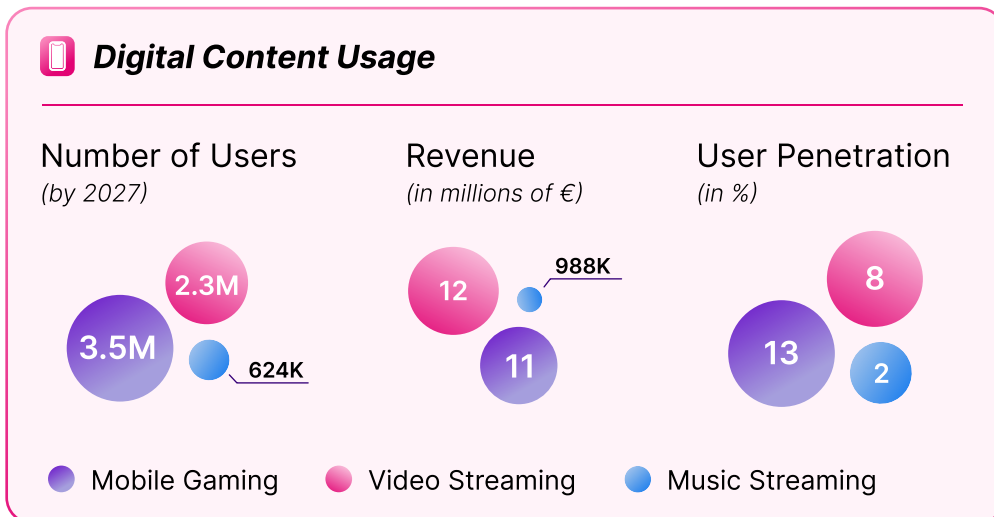 Digital Content Usage
Number of Users
(by 2027)
2.3M
3.5M
624K
Revenue
(in millions of €)
12
988K
11
User Penetration
(in %)
8
13
2
Mobile Gaming
Video Streaming
Music Streaming